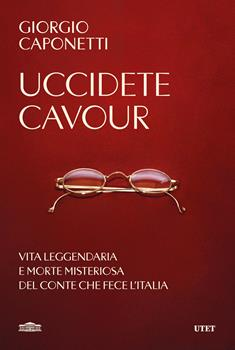 GIORGIO
CAPONETTI
UCCIDETE
CAVOUR
VITA LEGGENDARIA
E MORTE MISTERIOSA
DEL CONTE CHE FECE L'ITALIA
UTET